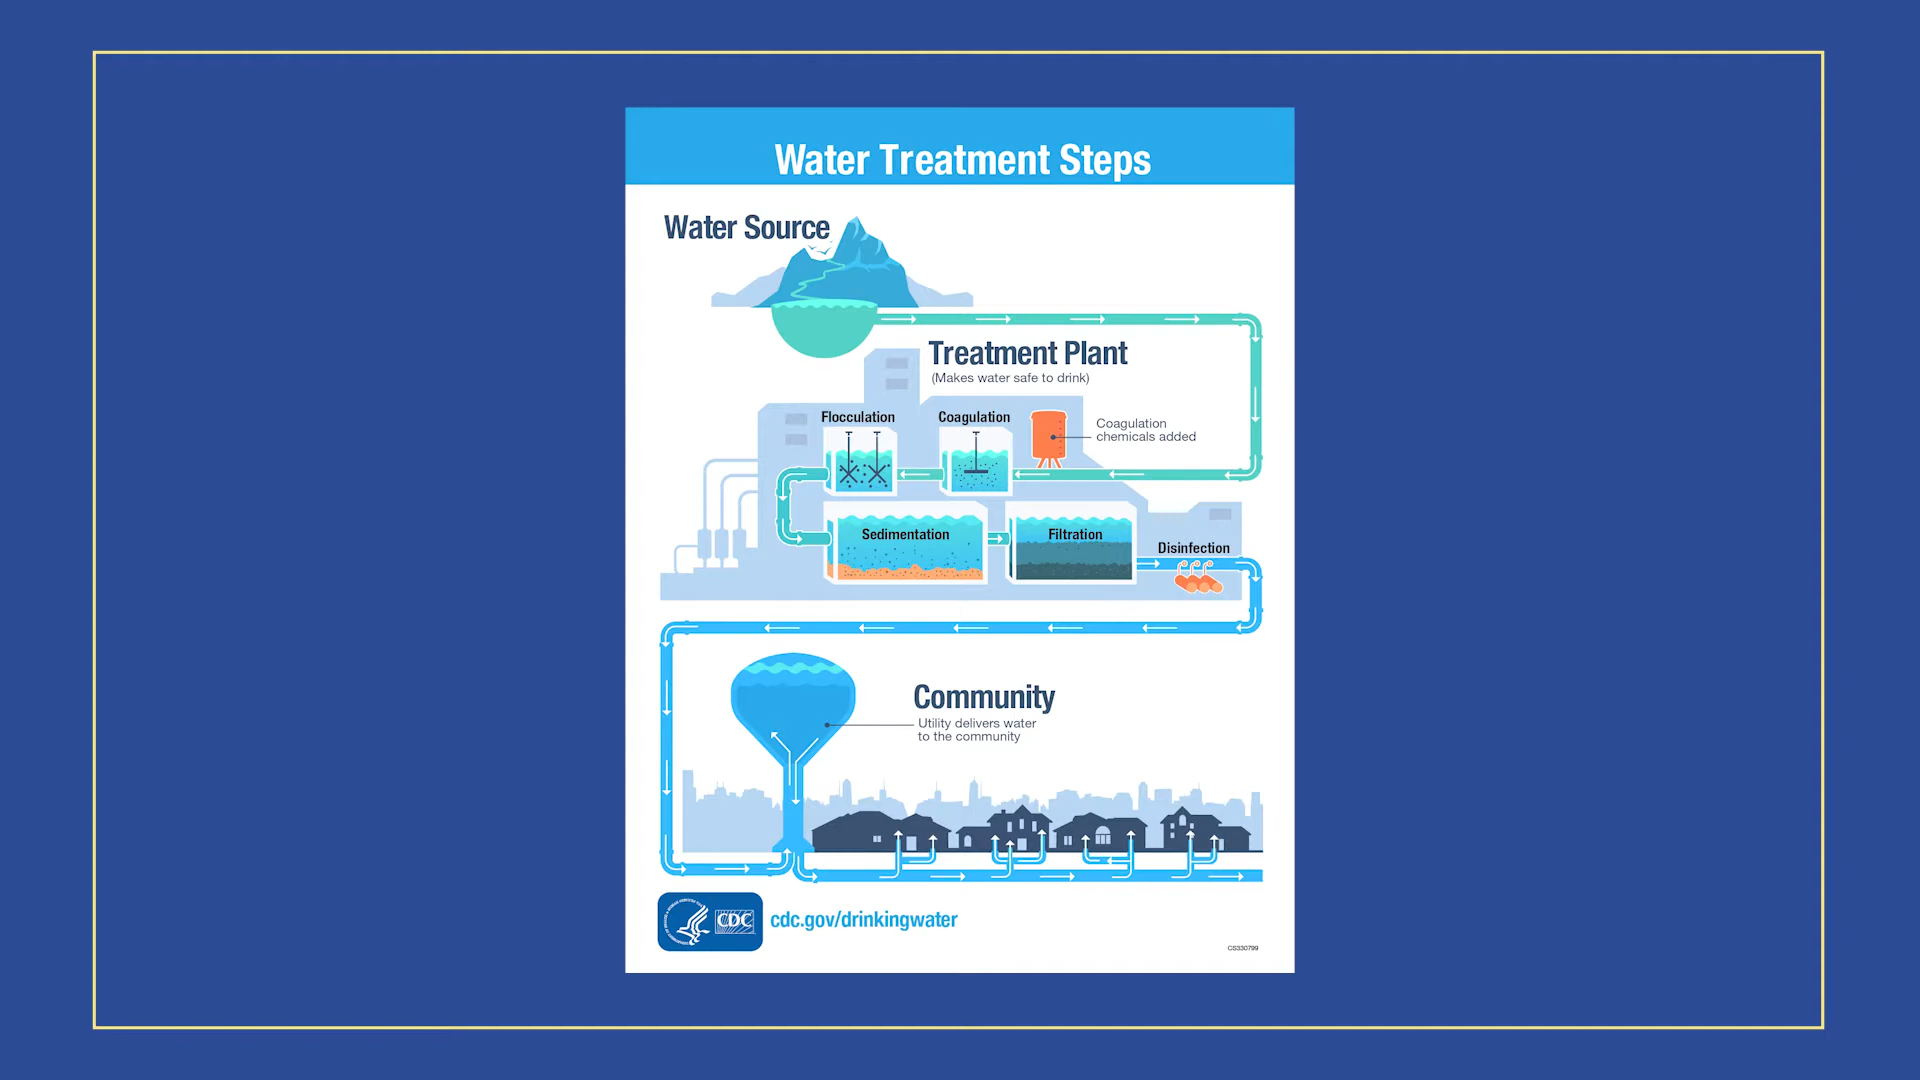 Water Treatment Steps
Water Source
Treatment Plant
(Makes water safe to drink)
Flocculation
Coagulation
Coagulation
chemicals added
Sedimentation
Filtration
Disinfection
Community
Utility delivers water
to the community
CDC
cdc.gov/drinkingwater
CS330799